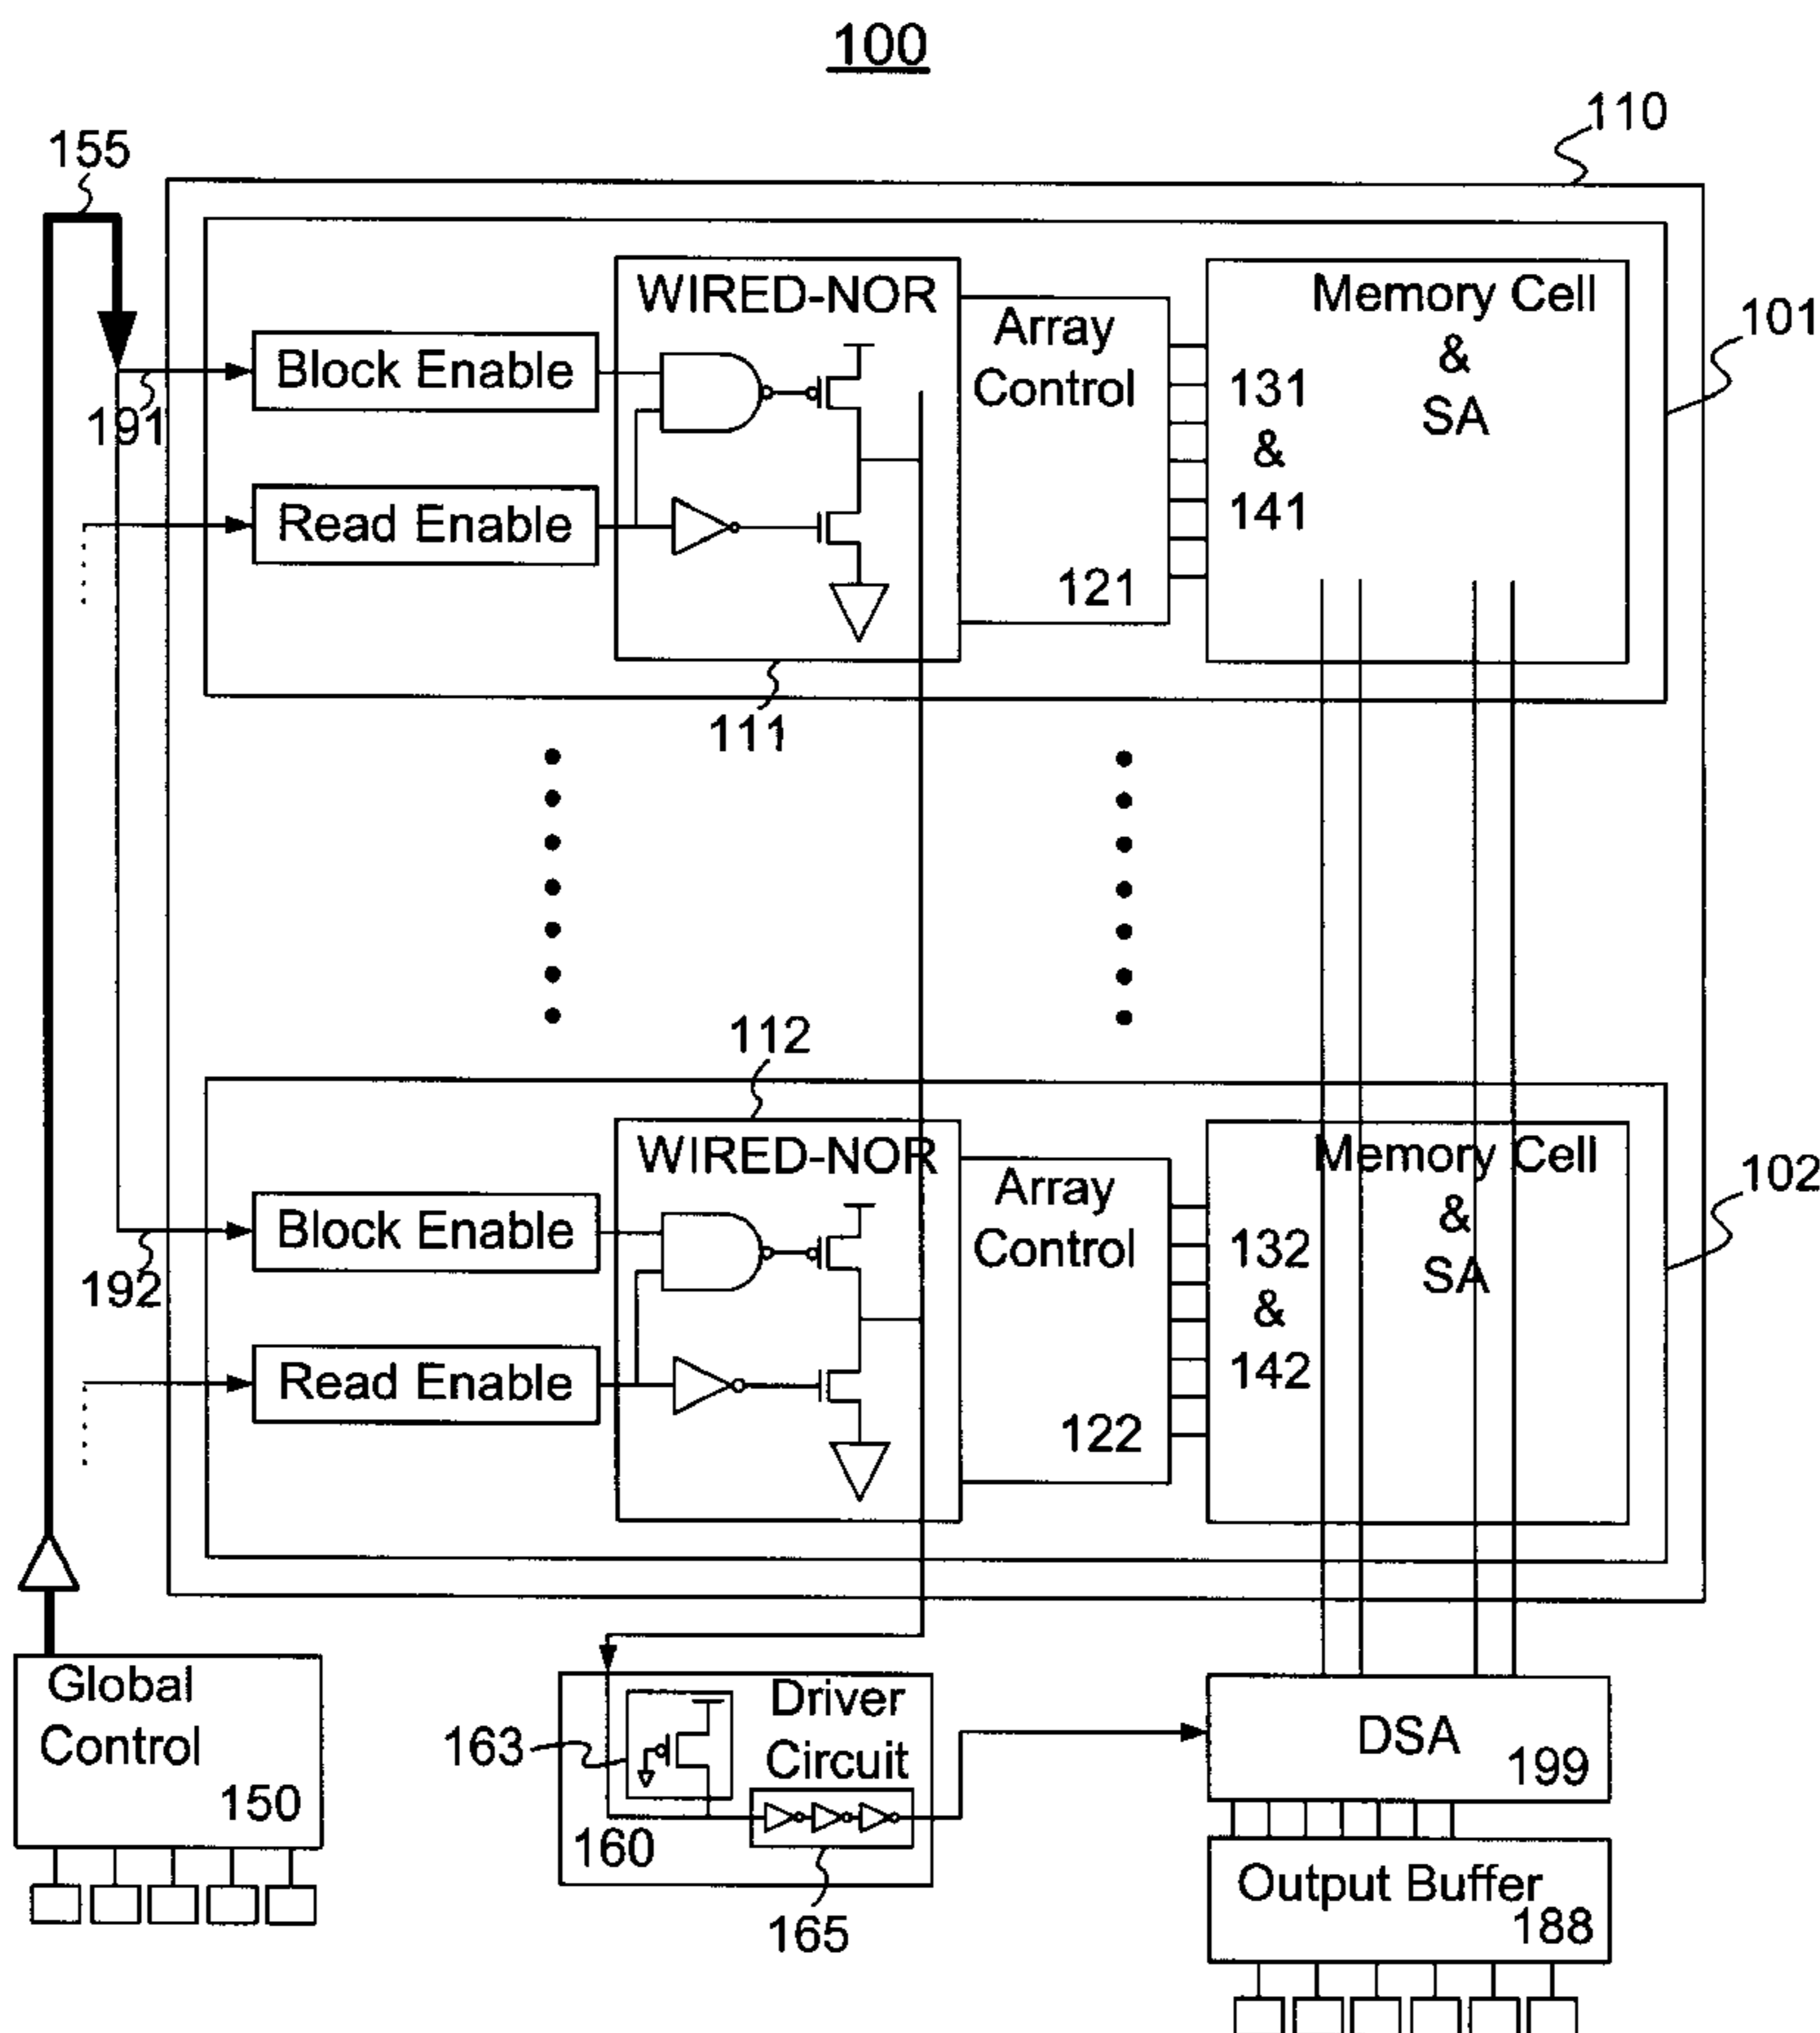 100
110
155
WIRED-NOR
Memory Cell
&
SA
Array
Control
101
Block Enable
131
&
141
191
Read Enable
121
111
112
WIRED-NOR
Memory Cell
&
SA
Array
Control
102
Block Enable
132
&
142
192
Read Enable
122
Global
Control
150
Driver
Circuit
163
160
165
DSA
199
Output Buffer
188